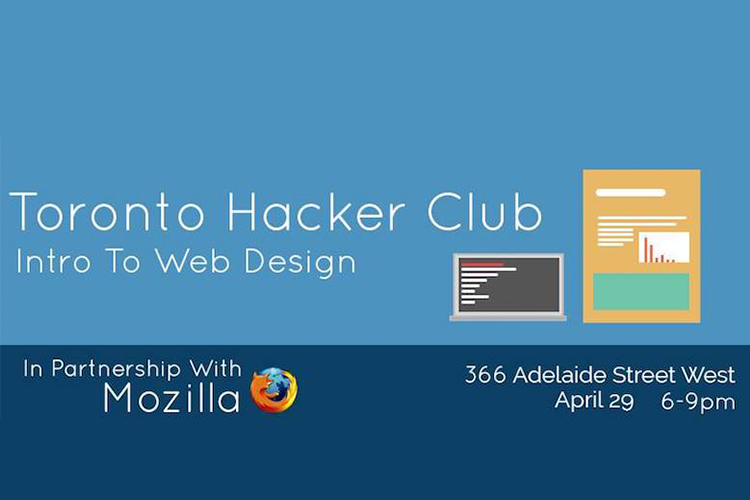 Toronto Hacker Club
Intro To Web Design
In Partnership With
Mozilla
366 Adelaide Street West
April 29 6-9pm